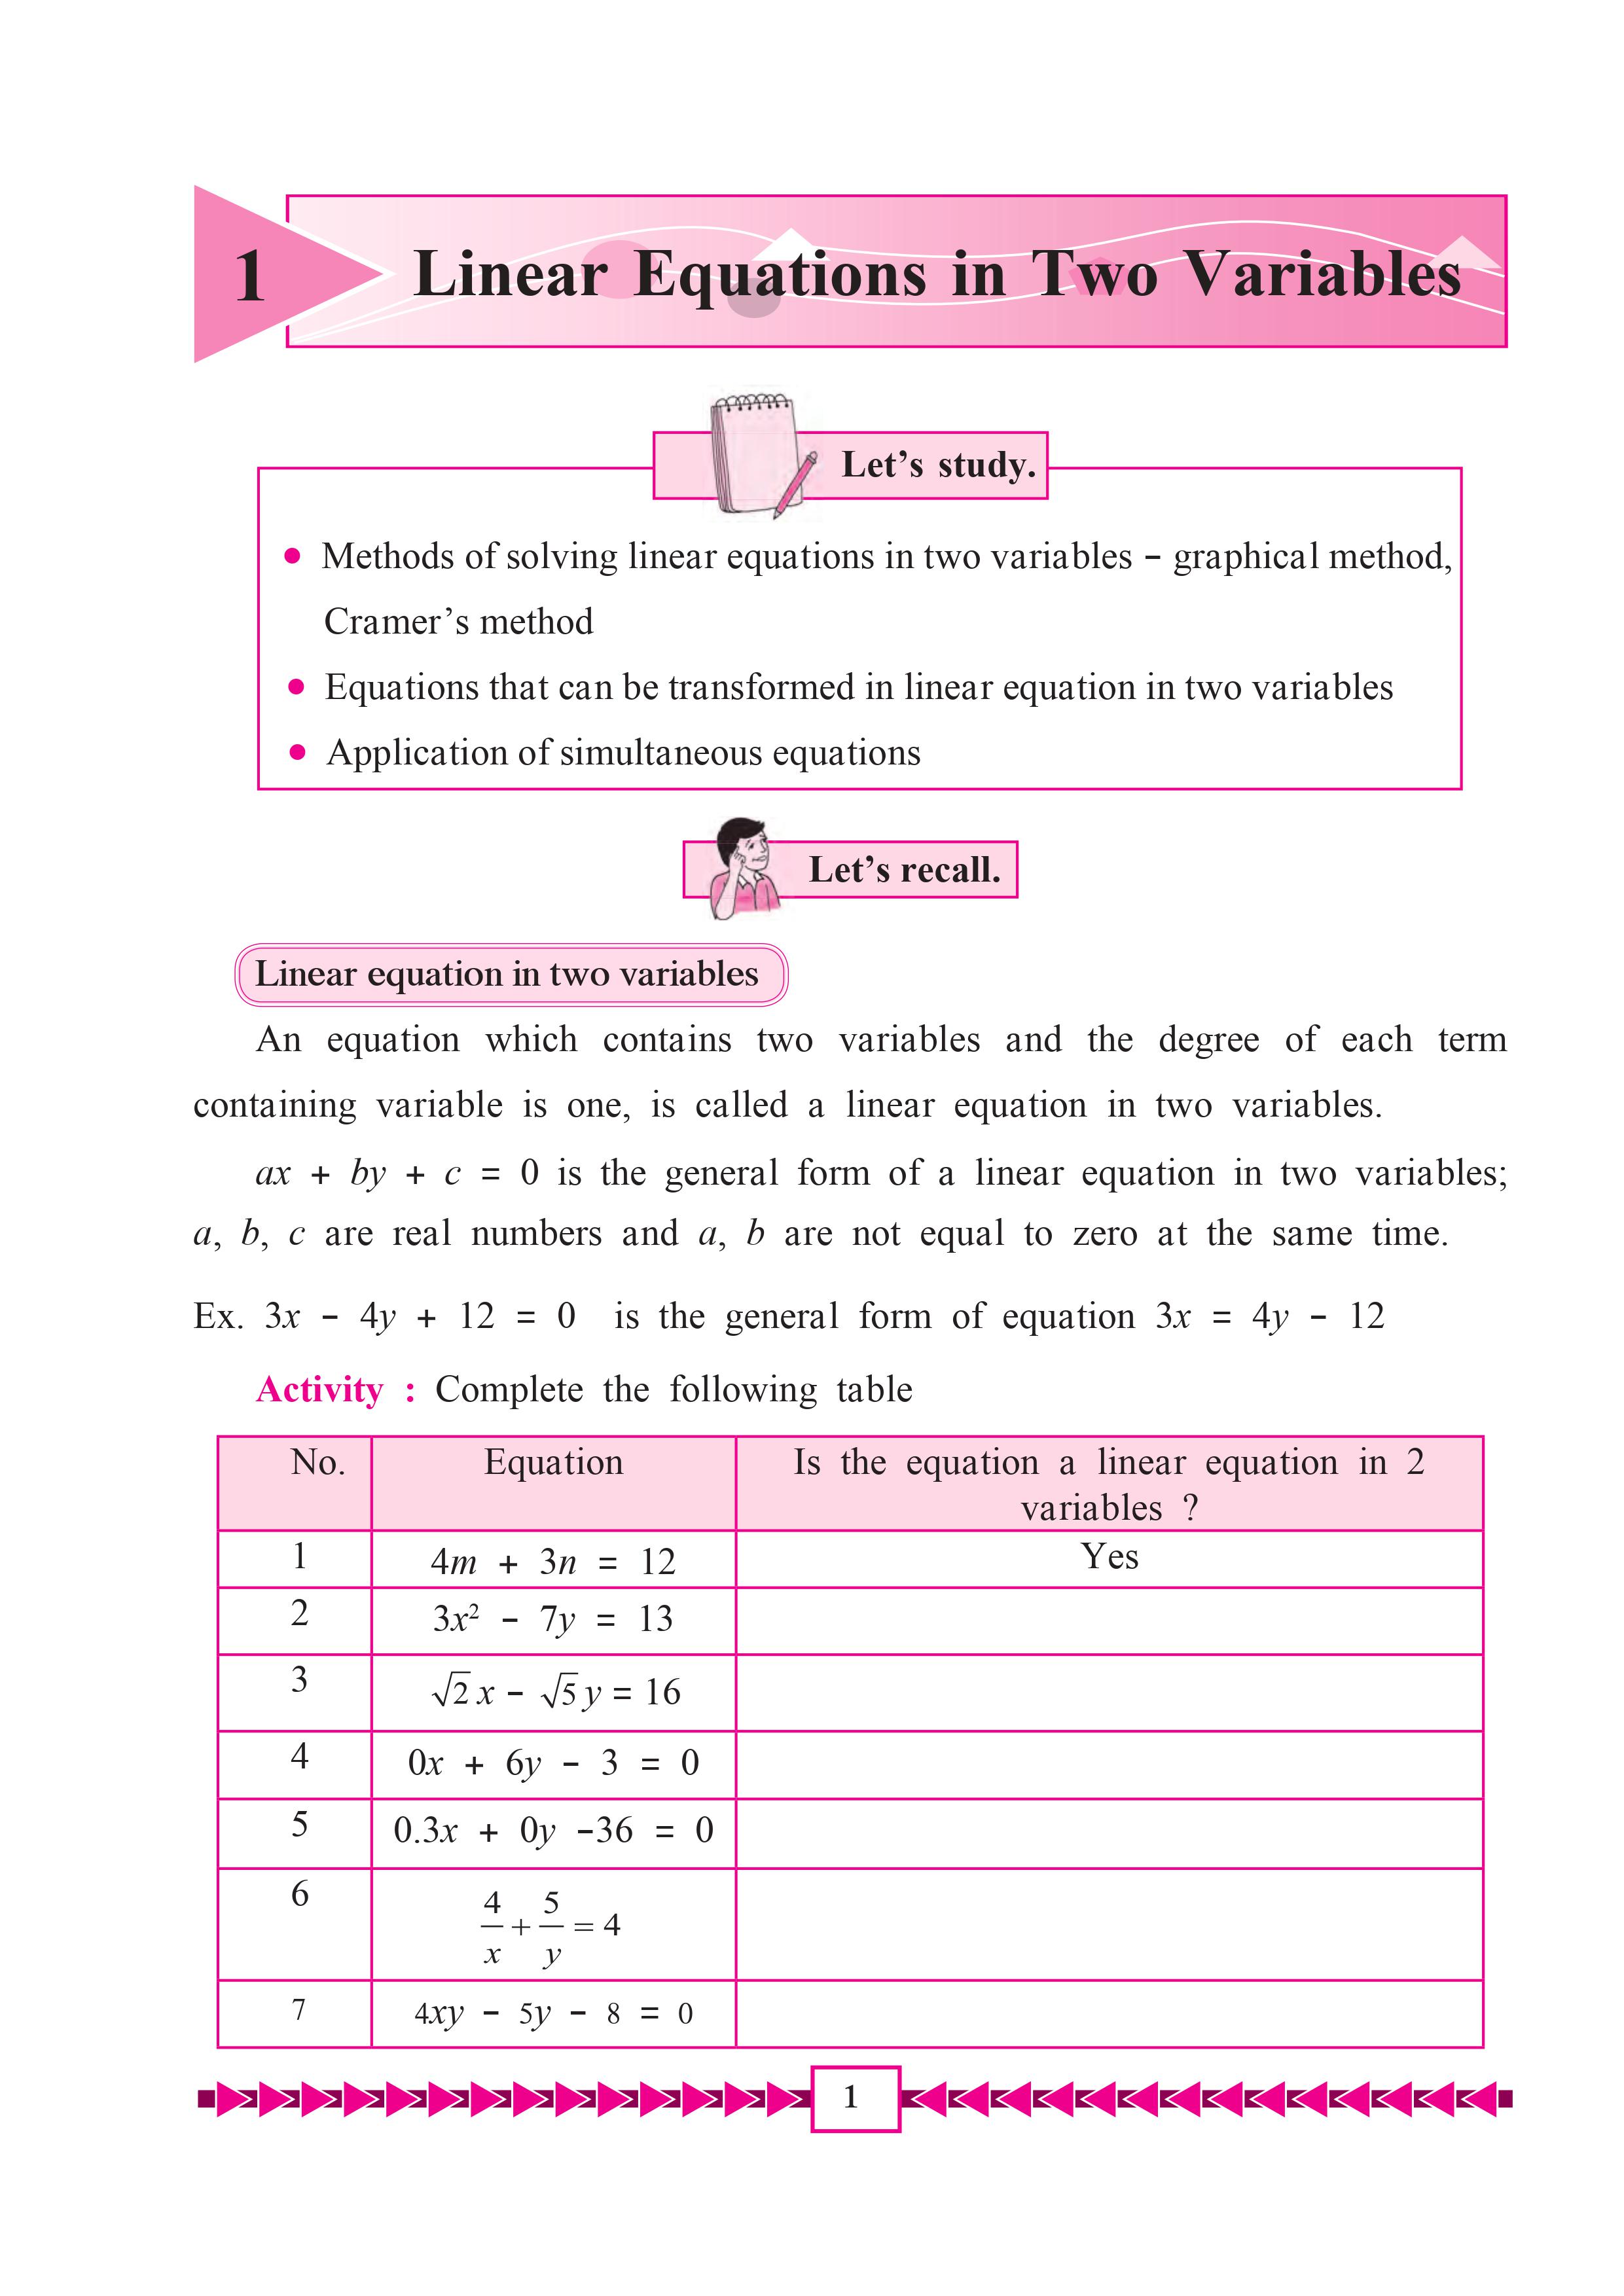 1
Linear Equations in Two Variables
Let's study.
• Methods of solving linear equations in two variables – graphical method,
Cramer's method
• Equations that can be transformed in linear equation in two variables
• Application of simultaneous equations
Let's recall.
Linear equation in two variables
An equation which contains two variables and the degree of each term
containing variable is one, is called a linear equation in two variables.
ax + by + c = 0 is the general form of a linear equation in two variables;
a, b, c are real numbers and a, b are not equal to zero at the same time.
Ex. 3x – 4y + 12 = 0 is the general form of equation 3x = 4y – 12
Activity : Complete the following table
No. Equation Is the equation a linear equation in 2
variables ?
1 4m + 3n = 12 Yes
2 3x² – 7y = 13
3 √2 x – √5 y = 16
4 0x + 6y – 3 = 0
5 0.3x + 0y –36 = 0
6 4/x + 5/y = 4
7 4xy – 5y – 8 = 0
1